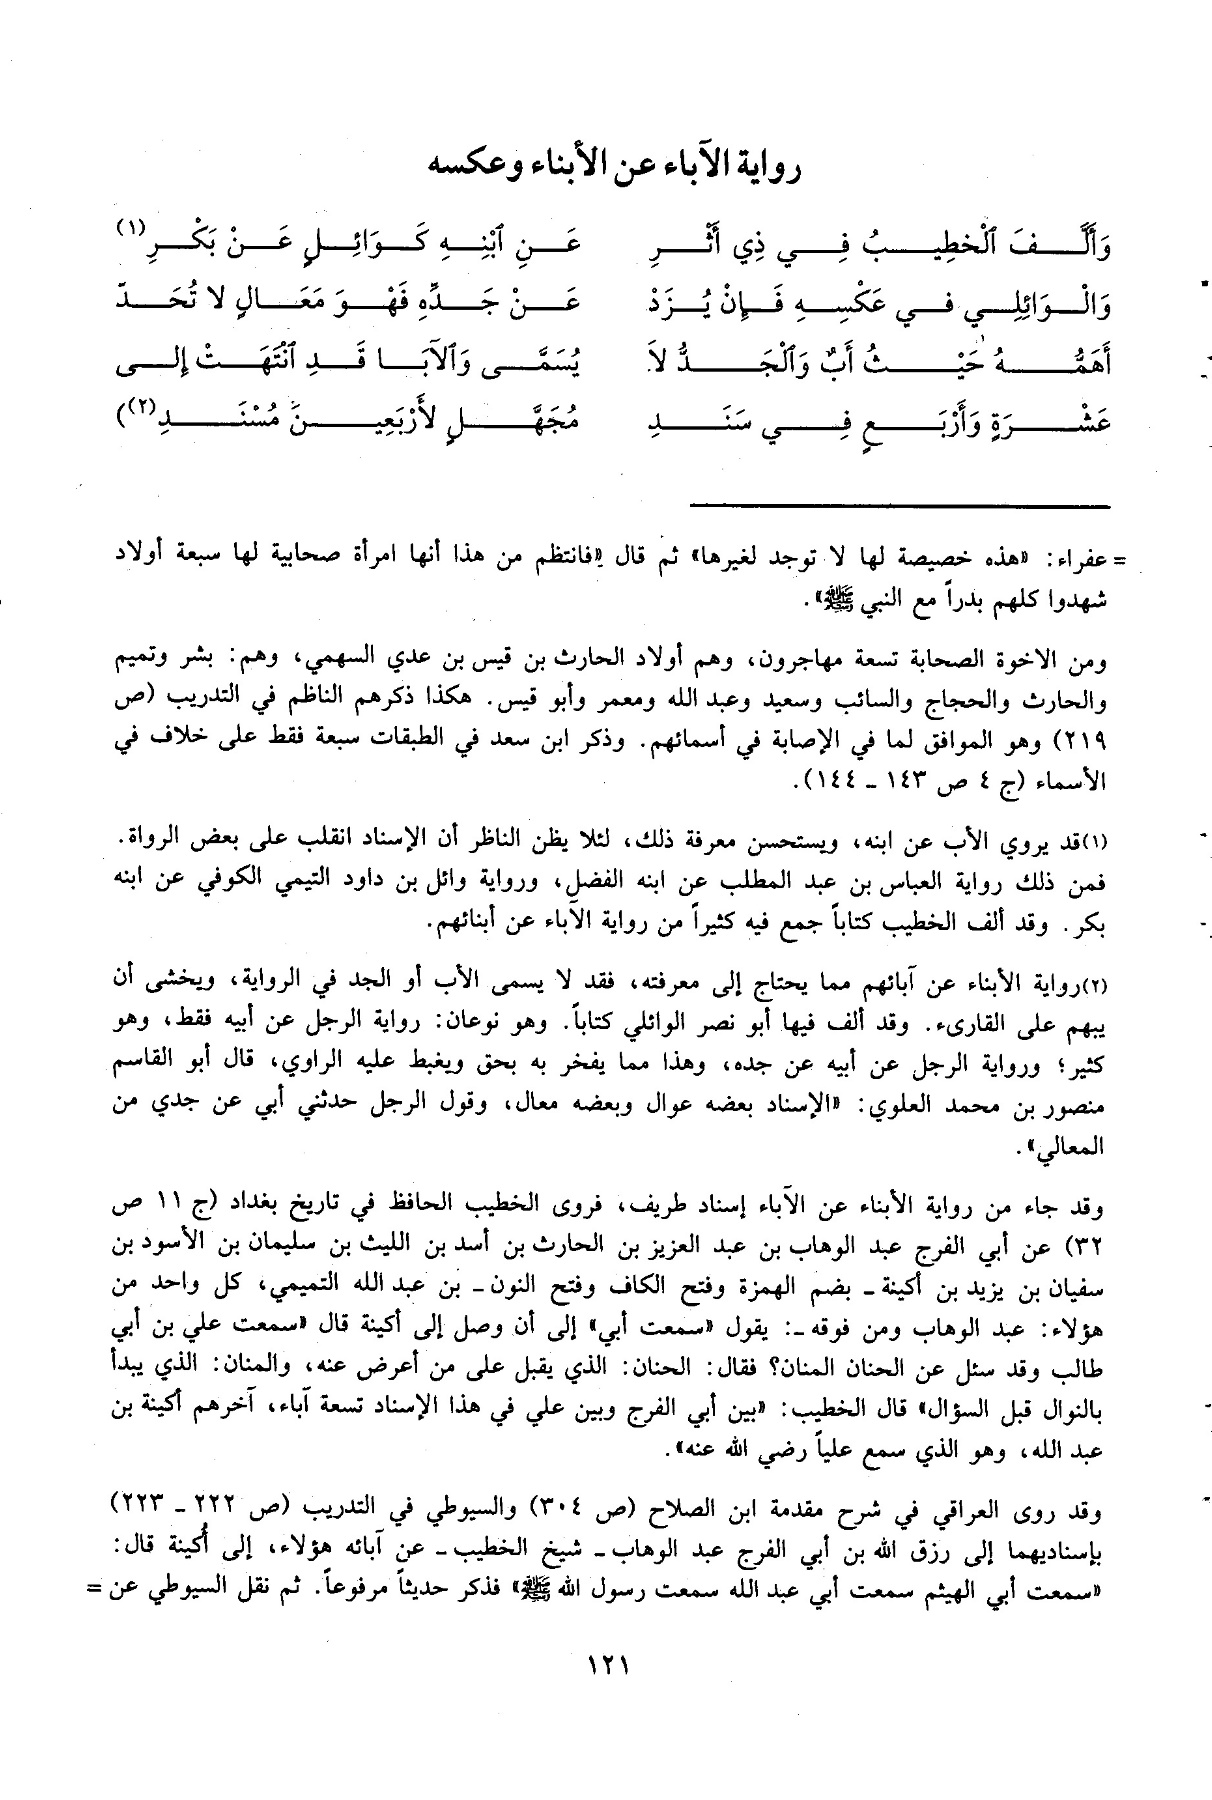 رواية الآباء عن الأبناء وعكسه
وَأَلَّفَ ٱلْخَطِيبُ فِي ذِي أَثْرِ عَنِ ٱبْنِهِ كَوَائِلٍ عَنْ بَكْرِ (١)
وَالْوَائِلِي في عَكْسِهِ فَإِنْ يُزَدْ عَنْ جَدِّهِ فَهْوَ مَعَالٍ لا تُحَدّ
أَهَمُّهُ حَيْثُ أَبٌ وَٱلْجَدُّ لاَ يُسَمَّى وَٱلآبَا قَدِ ٱنْتَهَتْ إلى
عَشْرَةٍ وَأَرْبَعٍ فِي سَنَدِ مُجَهَّلٍ لأَرْبَعِينَ مُسْنَدِ (٢))
= عفراء: «هذه خصيصة لها لا توجد لغيرها» ثم قال «فانتظم من هذا أنها امرأة صحابية لها سبعة أولاد
شهدوا كلهم بدراً مع النبي ﷺ».
ومن الاخوة الصحابة تسعة مهاجرون، وهم أولاد الحارث بن قيس بن عدي السهمي، وهم: بشر وتميم
والحارث والحجاج والسائب وسعيد وعبد الله ومعمر وأبو قيس. هكذا ذكرهم الناظم في التدريب (ص
٢١٩) وهو الموافق لما في الإصابة في أسمائهم. وذكر ابن سعد في الطبقات سبعة فقط على خلاف في
الأسماء (ج ٤ ص ١٤٣ ـ ١٤٤).
(١)قد يروي الأب عن ابنه، ويستحسن معرفة ذلك، لئلا يظن الناظر أن الإسناد انقلب على بعض الرواة.
فمن ذلك رواية العباس بن عبد المطلب عن ابنه الفضل، ورواية وائل بن داود التيمي الكوفي عن ابنه
بكر. وقد ألف الخطيب كتاباً جمع فيه كثيراً من رواية الآباء عن أبنائهم.
(٢)رواية الأبناء عن آبائهم مما يحتاج إلى معرفته، فقد لا يسمى الأب أو الجد في الرواية، ويخشى أن
يبهم على القارىء. وقد ألف فيها أبو نصر الوائلي كتاباً. وهو نوعان: رواية الرجل عن أبيه فقط، وهو
كثير؛ ورواية الرجل عن أبيه عن جده، وهذا مما يفخر به بحق ويغبط عليه الراوي، قال أبو القاسم
منصور بن محمد العلوي: «الإسناد بعضه عوال وبعضه معال، وقول الرجل حدثني أبي عن جدي من
المعالي».
وقد جاء من رواية الأبناء عن الآباء إسناد طريف، فروى الخطيب الحافظ في تاريخ بغداد (ج ١١ ص
٣٢) عن أبي الفرج عبد الوهاب بن عبد العزيز بن الحارث بن أسد بن الليث بن سليمان بن الأسود بن
سفيان بن يزيد بن أكينة ـ بضم الهمزة وفتح الكاف وفتح النون ـ بن عبد الله التميمي، كل واحد من
هؤلاء: عبد الوهاب ومن فوقه ـ: يقول «سمعت أبي» إلى أن وصل إلى أكينة قال «سمعت علي بن أبي
طالب وقد سئل عن الحنان المنان؟ فقال: الحنان: الذي يقبل على من أعرض عنه، والمنان: الذي يبدأ
بالنوال قبل السؤال» قال الخطيب: «بين أبي الفرج وبين علي في هذا الإسناد تسعة آباء، آخرهم أكينة بن
عبد الله، وهو الذي سمع علياً رضي الله عنه».
وقد روى العراقي في شرح مقدمة ابن الصلاح (ص ٣٠٤) والسيوطي في التدريب (ص ٢٢٢ ـ ٢٢٣)
بإسناديهما إلى رزق الله بن أبي الفرج عبد الوهاب ـ شيخ الخطيب ـ عن آبائه هؤلاء، إلى أُكينة قال:
«سمعت أبي الهيثم سمعت أبي عبد الله سمعت رسول الله ﷺ» فذكر حديثاً مرفوعاً. ثم نقل السيوطي عن =
١٢١